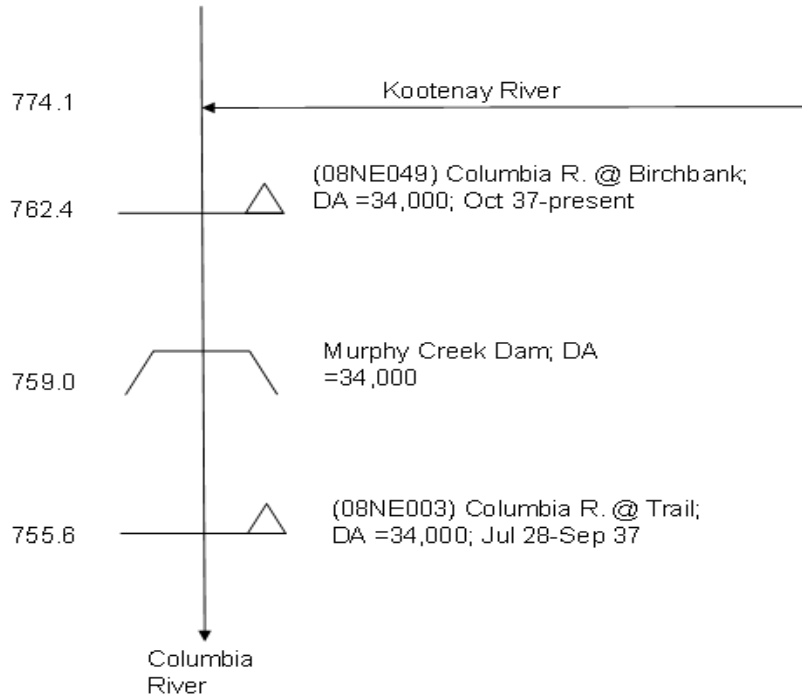 774.1
Kootenay River
762.4
(08NE049) Columbia R. @ Birchbank;
DA =34,000; Oct 37-present
759.0
Murphy Creek Dam; DA
=34,000
755.6
(08NE003) Columbia R. @ Trail;
DA =34,000; Jul 28-Sep 37
Columbia
River